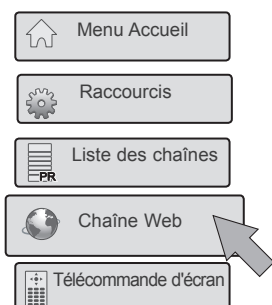 Menu Accueil
Raccourcis
Liste des chaînes
PR
Chaîne Web
Télécommande d'écran